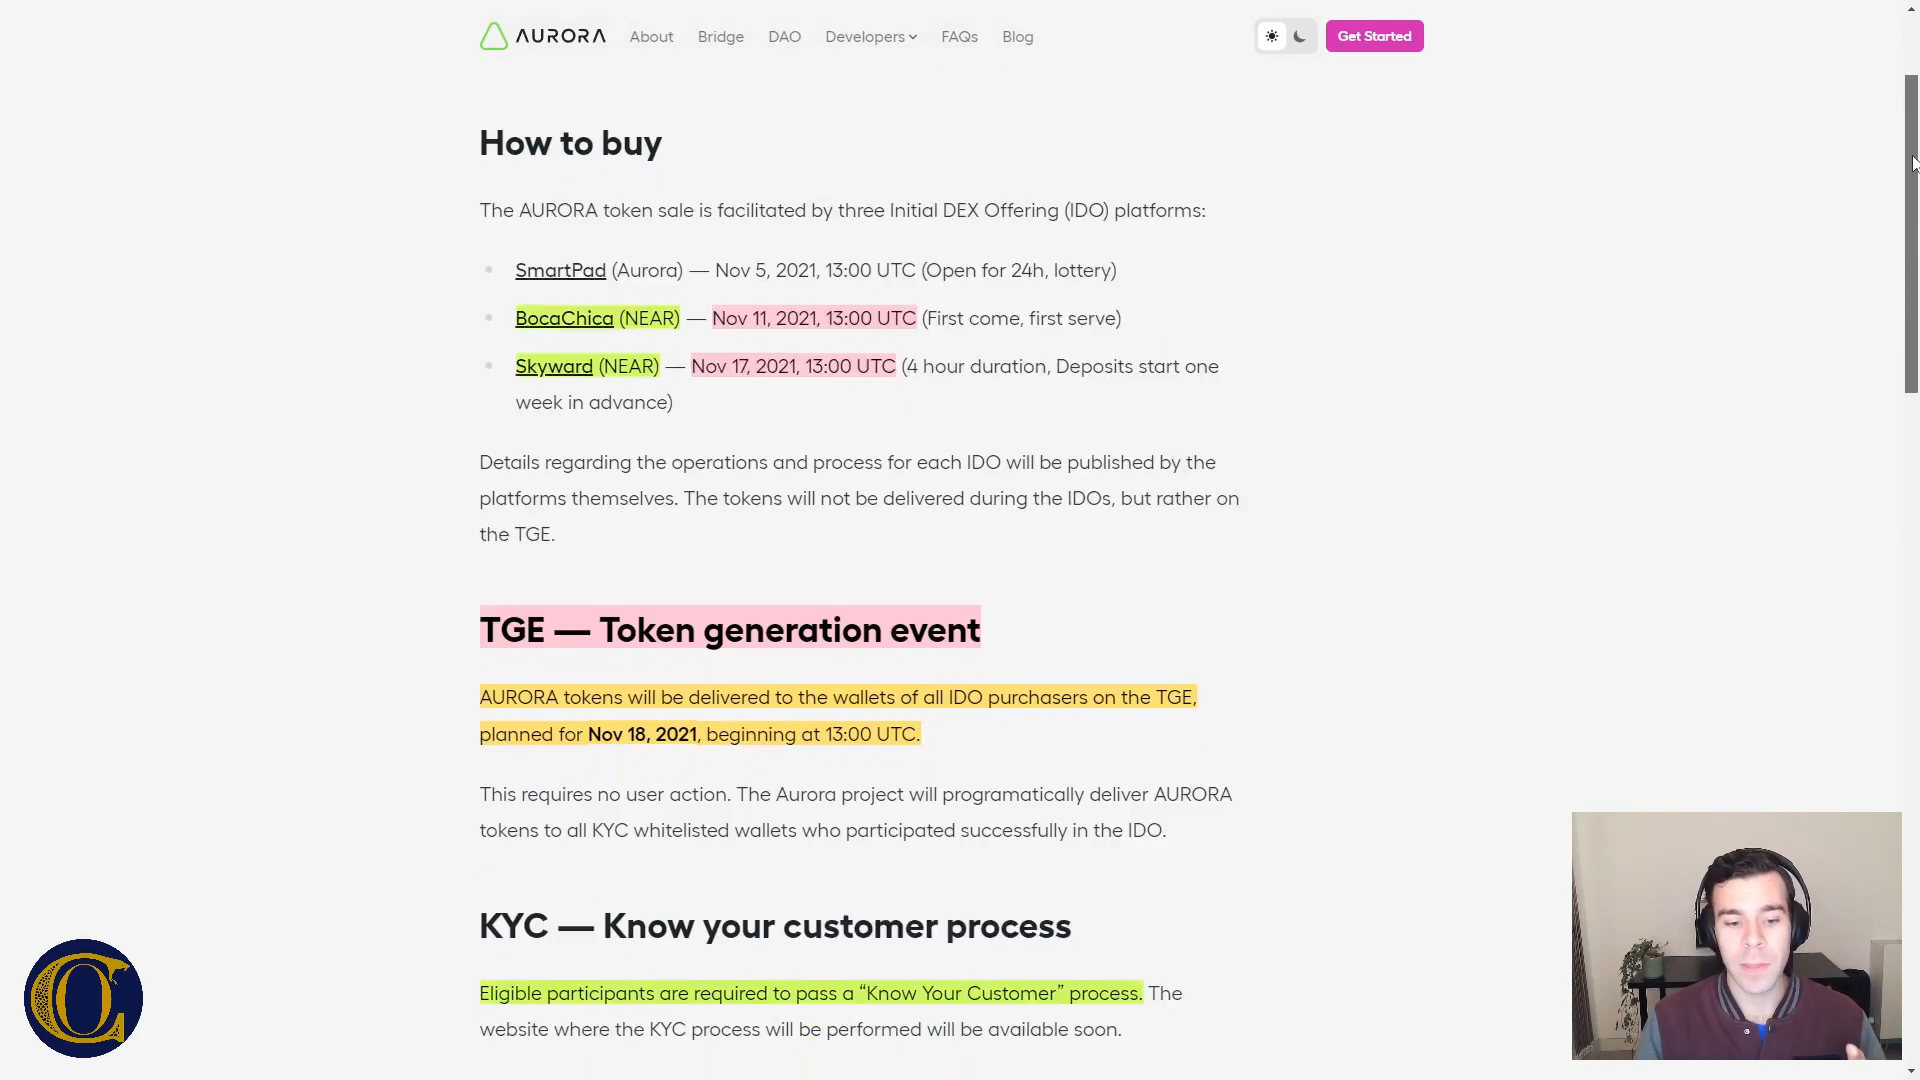 AURORA About Bridge DAO Developers FAQs Blog Get Started
How to buy
The AURORA token sale is facilitated by three Initial DEX Offering (IDO) platforms:
SmartPad (Aurora) — Nov 5, 2021, 13:00 UTC (Open for 24h, lottery)
BocaChica (NEAR) — Nov 11, 2021, 13:00 UTC (First come, first serve)
Skyward (NEAR) — Nov 17, 2021, 13:00 UTC (4 hour duration, Deposits start one
week in advance)
Details regarding the operations and process for each IDO will be published by the
platforms themselves. The tokens will not be delivered during the IDOs, but rather on
the TGE.
TGE — Token generation event
AURORA tokens will be delivered to the wallets of all IDO purchasers on the TGE,
planned for Nov 18, 2021, beginning at 13:00 UTC.
This requires no user action. The Aurora project will programatically deliver AURORA
tokens to all KYC whitelisted wallets who participated successfully in the IDO.
KYC — Know your customer process
Eligible participants are required to pass a “Know Your Customer” process. The
website where the KYC process will be performed will be available soon.